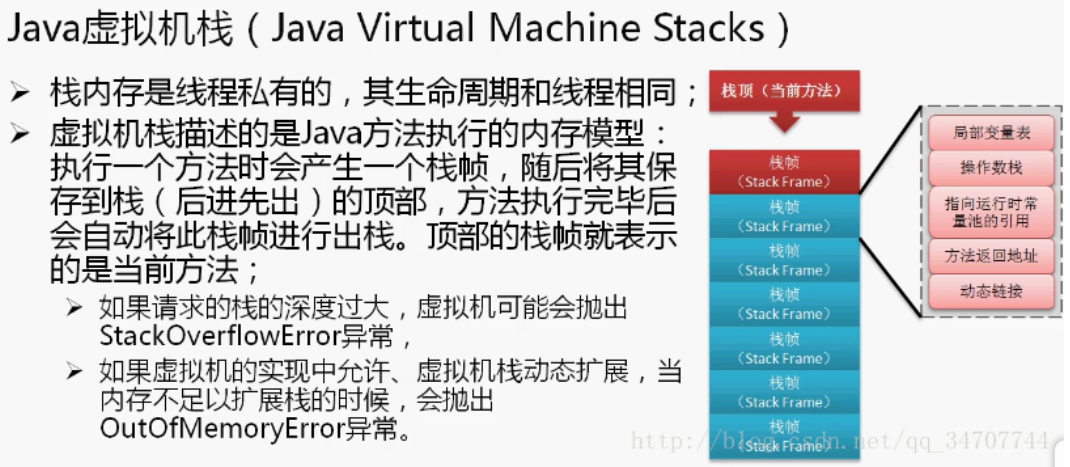 Java虚拟机栈（Java Virtual Machine Stacks）
栈内存是线程私有的，其生命周期和线程相同；
虚拟机栈描述的是Java方法执行的内存模型：
执行一个方法时会产生一个栈帧，随后将其保
存到栈（后进先出）的顶部，方法执行完毕后
会自动将此栈帧进行出栈。顶部的栈帧就表示
的是当前方法；
如果请求的栈的深度过大，虚拟机可能会抛出
StackOverflowError异常，
如果虚拟机的实现中允许、虚拟机栈动态扩展，当
内存不足以扩展栈的时候，会抛出
OutOfMemoryError异常。
栈顶（当前方法）
栈帧
（Stack Frame）
栈帧
（Stack Frame）
栈帧
（Stack Frame）
栈帧
（Stack Frame）
栈帧
（Stack Frame）
栈帧
（Stack Frame）
栈帧
（Stack Frame）
局部变量表
操作数栈
指向运行时常
量池的引用
方法返回地址
动态链接
http://blog.csdn.net/qq_34707744